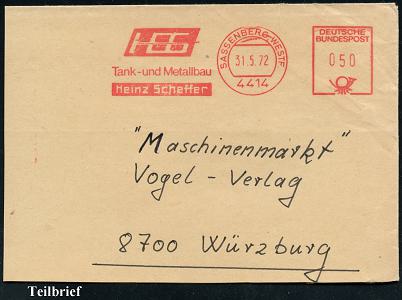 HSS
Tank-und Metallbau
Heinz Scheffer
SASSENBERG, WESTF
31.5.72
4414
DEUTSCHE
BUNDESPOST
050
"Maschinenmarkt"
Vogel - Verlag
8700 Würzburg
Teilbrief